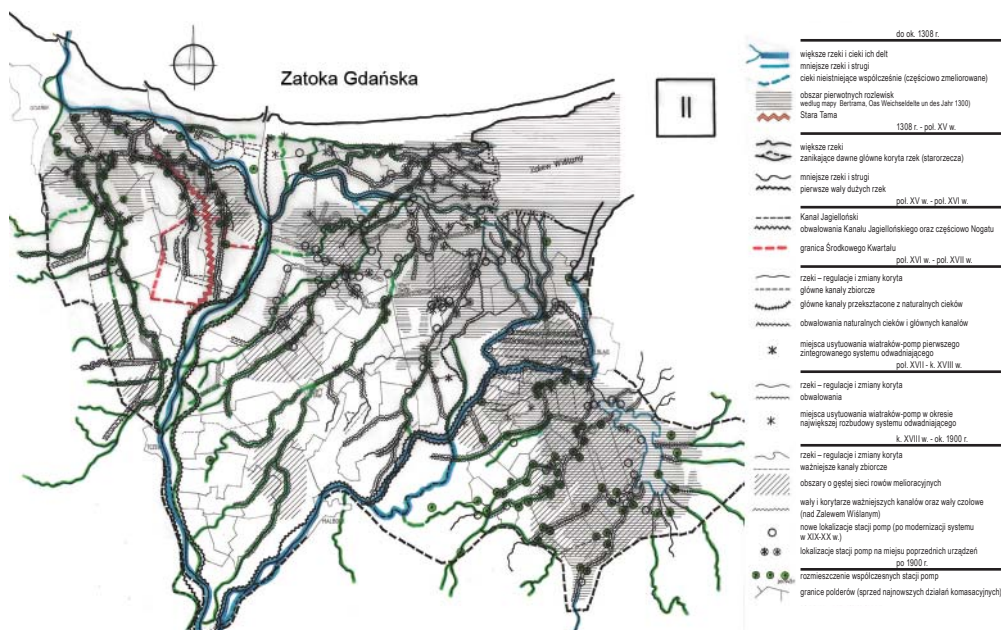 Zatoka Gdańska
II
Zalew Wiślany
do ok. 1308 r.
większe rzeki i cieki ich delt
mniejsze rzeki i strugi
cieki nieistniejące współcześnie (częściowo zmeliorowane)
obszar pierwotnych rozlewisk
według mapy Bertrama, Oas Weichseldelte un des Jahr 1300)
Stara Tama
1308 r. - poł. XV w.
większe rzeki
zanikające dawne główne koryta rzek (starorzecza)
mniejsze rzeki i strugi
pierwsze wały dużych rzek
poł. XV w. - poł. XVI w.
Kanał Jagielloński
obwałowania Kanału Jagiellońskiego oraz częściowo Nogatu
granica Środkowego Kwartału
poł. XVI w. - poł. XVII w.
rzeki – regulacje i zmiany koryta
główne kanały zbiorcze
główne kanały przekształcone z naturalnych cieków
obwałowania naturalnych cieków i głównych kanałów
miejsca usytuowania wiatraków-pomp pierwszego
zintegrowanego systemu odwadniającego
poł. XVII - k. XVIII w.
rzeki – regulacje i zmiany koryta
obwałowania
miejsca usytuowania wiatraków-pomp w okresie
największej rozbudowy systemu odwadniającego
k. XVIII w. - ok. 1900 r.
rzeki – regulacje i zmiany koryta
ważniejsze kanały zbiorcze
obszary o gęstej sieci rowów melioracyjnych
wały i korytarze ważniejszych kanałów oraz wały czołowe
(nad Zalewem Wiślanym)
nowe lokalizacje stacji pomp (po modernizacji systemu
w XIX-XX w.)
lokalizacje stacji pomp na miejsu poprzednich urządzeń
po 1900 r.
rozmieszczenie współczesnych stacji pomp
granice polderów (sprzed najnowszych działań komasacyjnych)